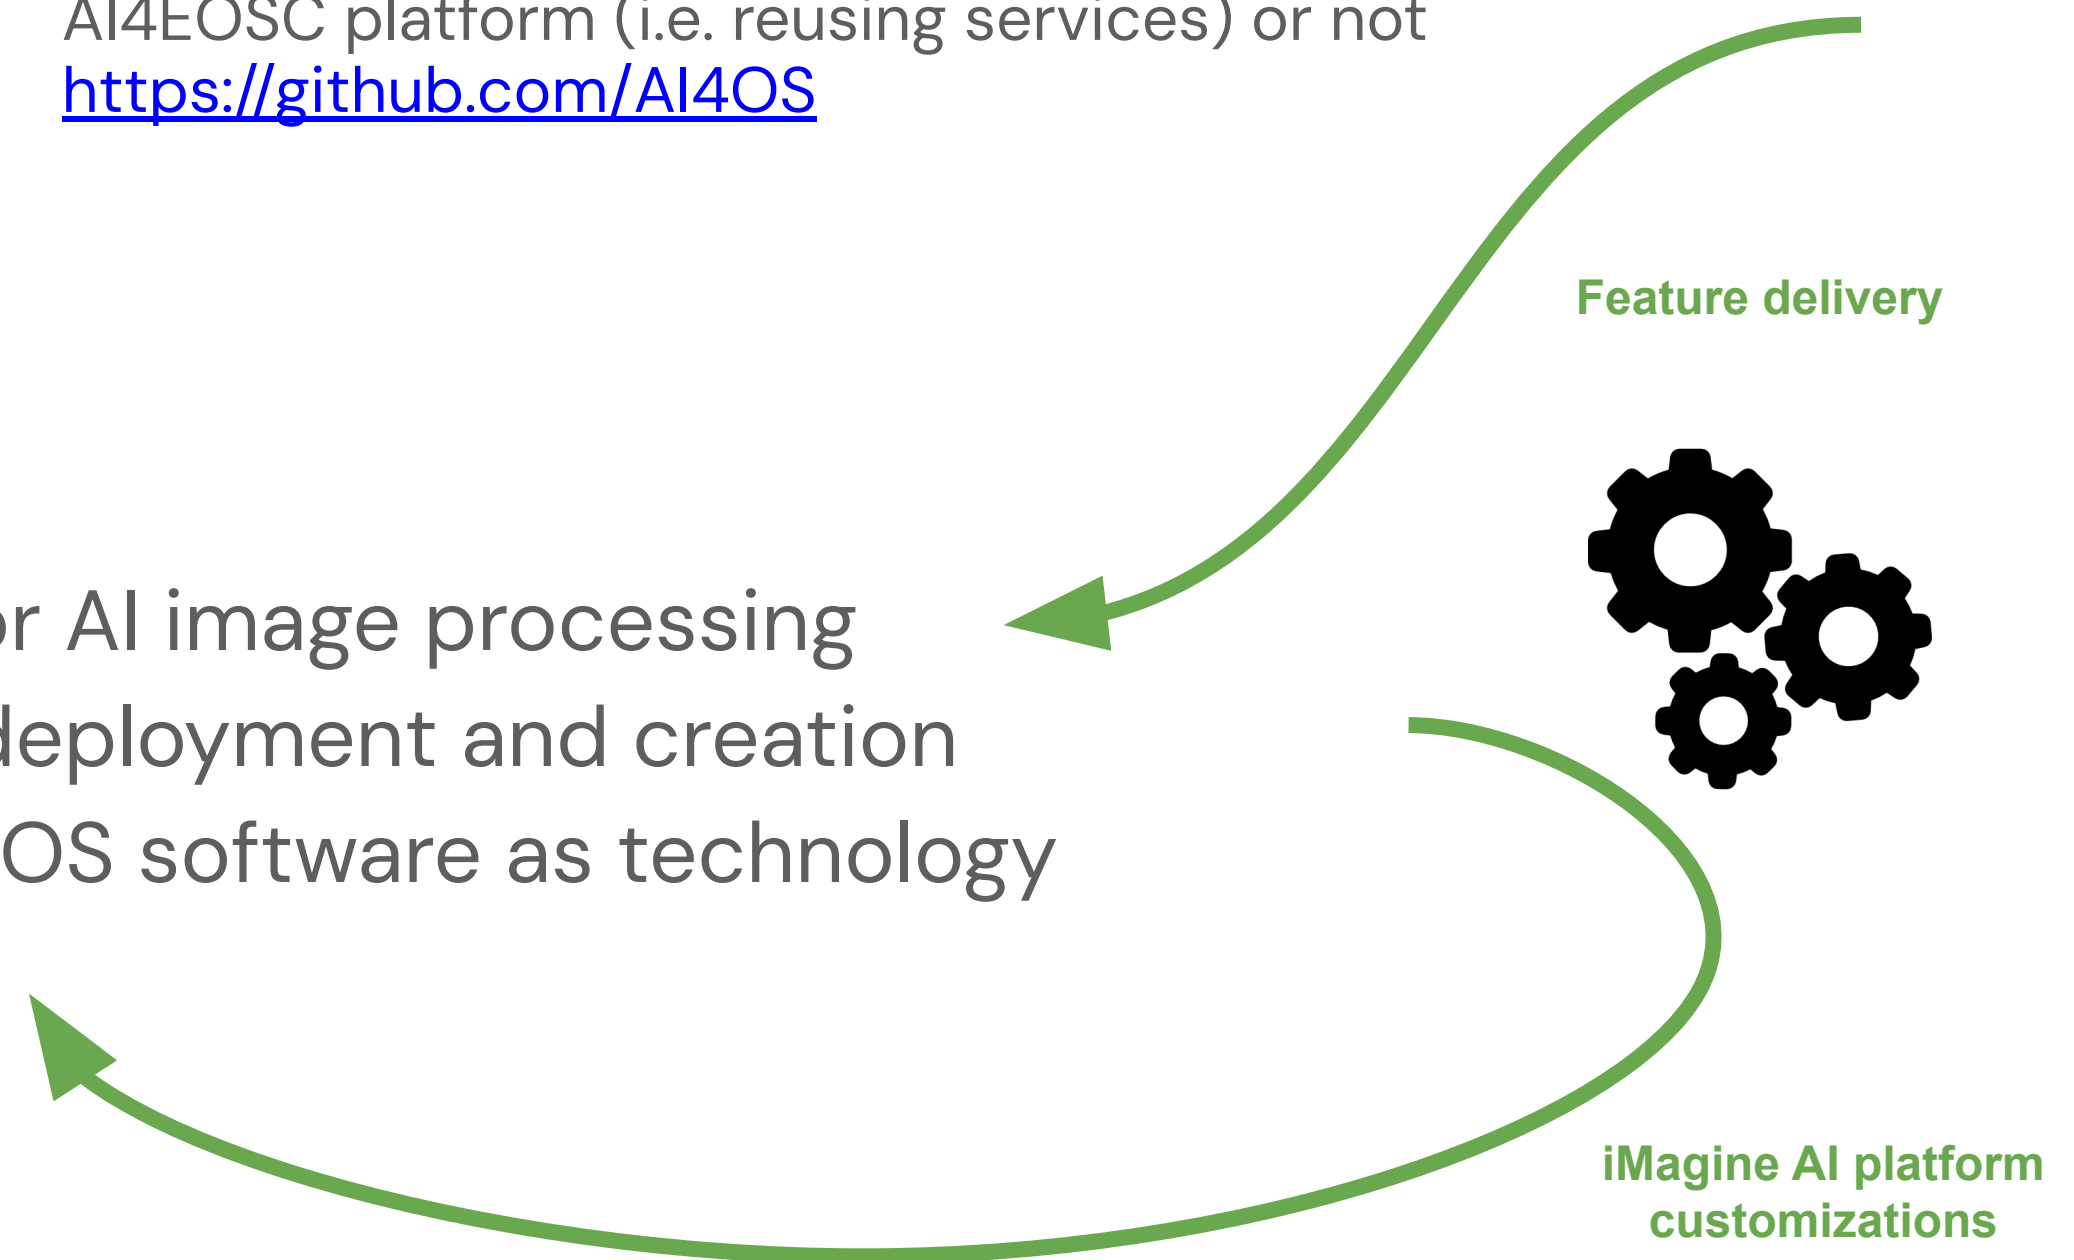 AI4EOSC platform (i.e. reusing services) or not
https://github.com/AI4OS
Feature delivery
or AI image processing
deployment and creation
OS software as technology
iMagine AI platform
customizations